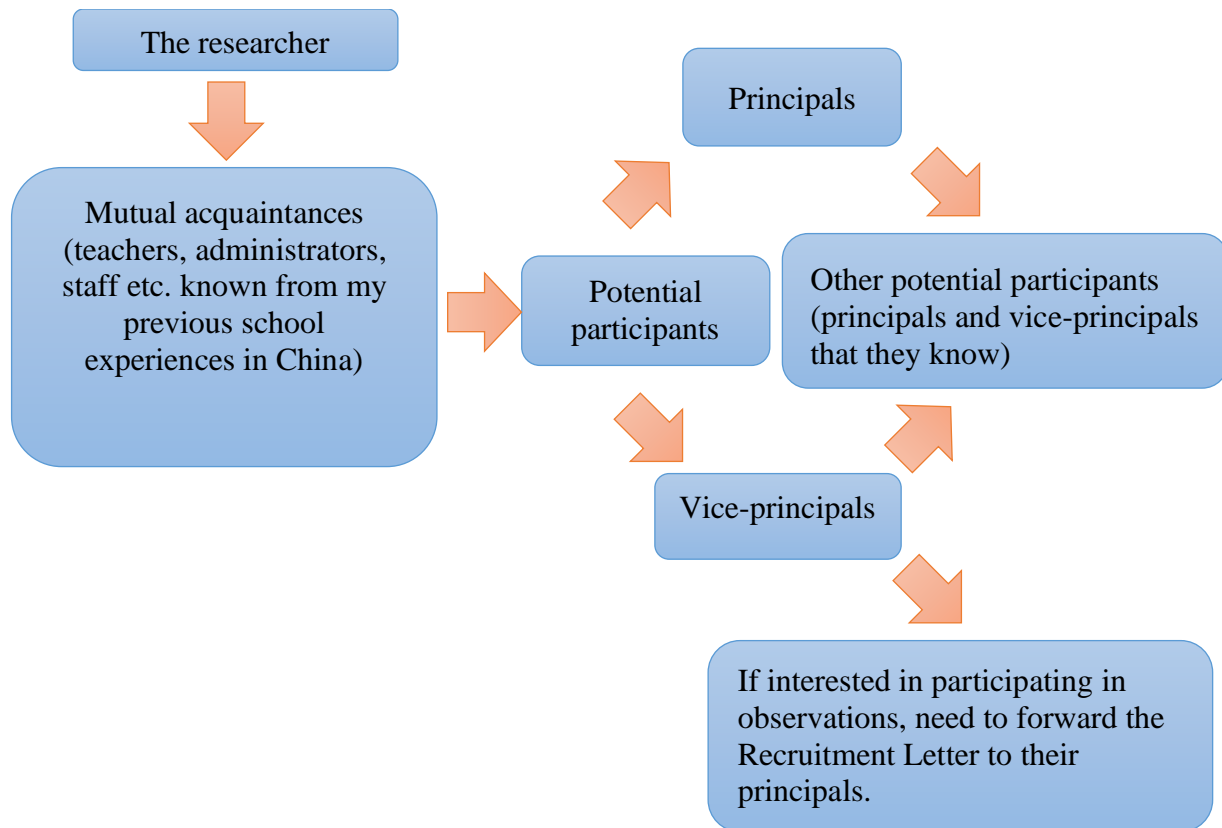 The researcher
Mutual acquaintances
(teachers, administrators,
staff etc. known from my
previous school
experiences in China)
Potential
participants
Principals
Other potential participants
(principals and vice-principals
that they know)
Vice-principals
If interested in participating in
observations, need to forward the
Recruitment Letter to their
principals.